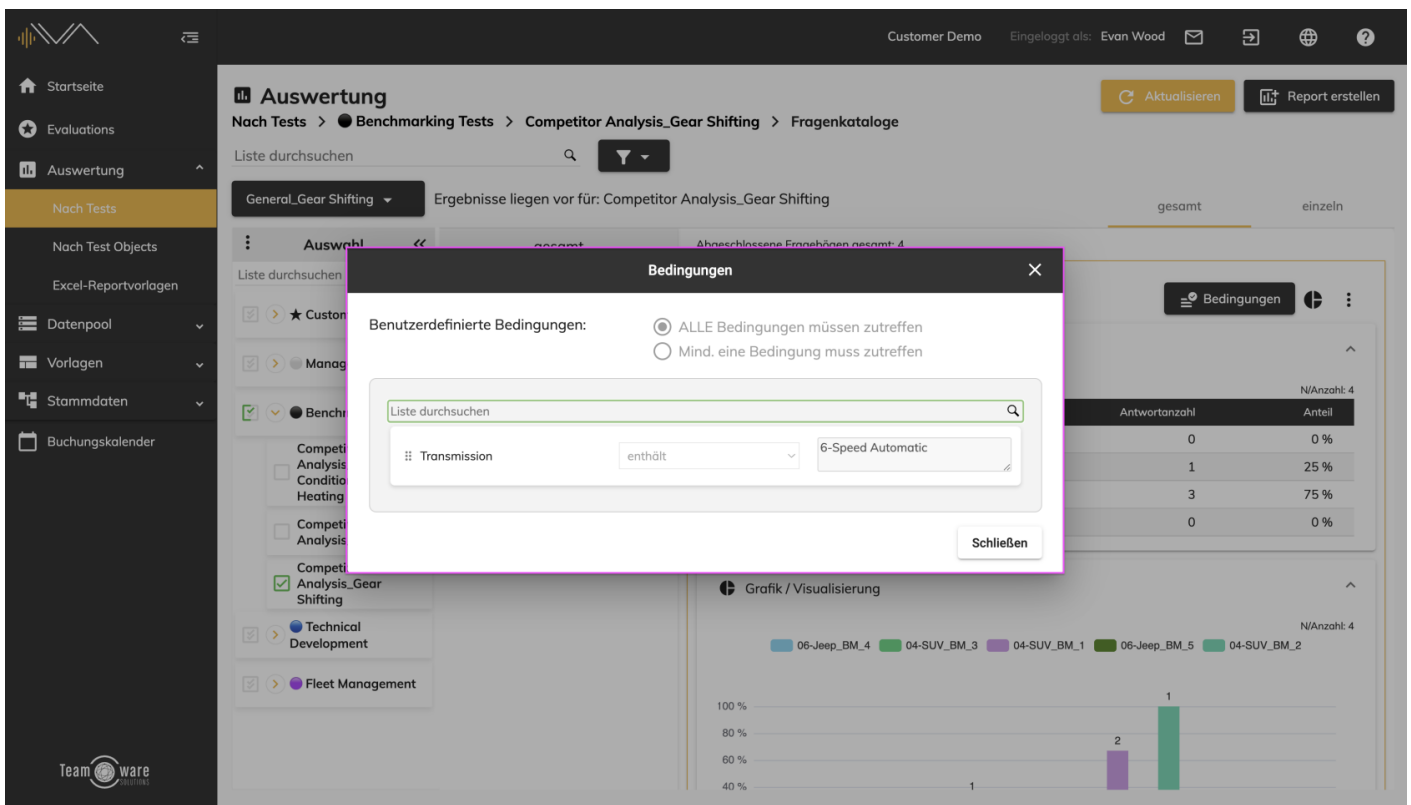 Customer Demo Eingeloggt als: Evan Wood
Startseite
Evaluations
Auswertung
Nach Tests
Nach Test Objects
Excel-Reportvorlagen
Datenpool
Vorlagen
Stammdaten
Buchungskalender
Team ware
SOLUTIONS
Auswertung
Aktualisieren
Report erstellen
Nach Tests > Benchmarking Tests > Competitor Analysis_Gear Shifting > Fragenkataloge
Liste durchsuchen
General_Gear Shifting
Ergebnisse liegen vor für: Competitor Analysis_Gear Shifting
gesamt
einzeln
Auswahl
gesamt
Abgeschlossene Fragebögen gesamt: 4
Liste durchsuchen
Bedingungen
Custom
Manag
Benchm
Competi
Analysis
Conditio
Heating
Competi
Analysis
Competi
Analysis_Gear
Shifting
Technical
Development
Fleet Management
Bedingungen
Benutzerdefinierte Bedingungen:
ALLE Bedingungen müssen zutreffen
Mind. eine Bedingung muss zutreffen
Liste durchsuchen
Transmission
enthält
6-Speed Automatic
Schließen
N/Anzahl: 4
Antwortanzahl Anteil
0 0 %
1 25 %
3 75 %
0 0 %
Grafik / Visualisierung
N/Anzahl: 4
06-Jeep_BM_4 04-SUV_BM_3 04-SUV_BM_1 06-Jeep_BM_5 04-SUV_BM_2
1
100 %
80 %
2
60 %
40 %
1